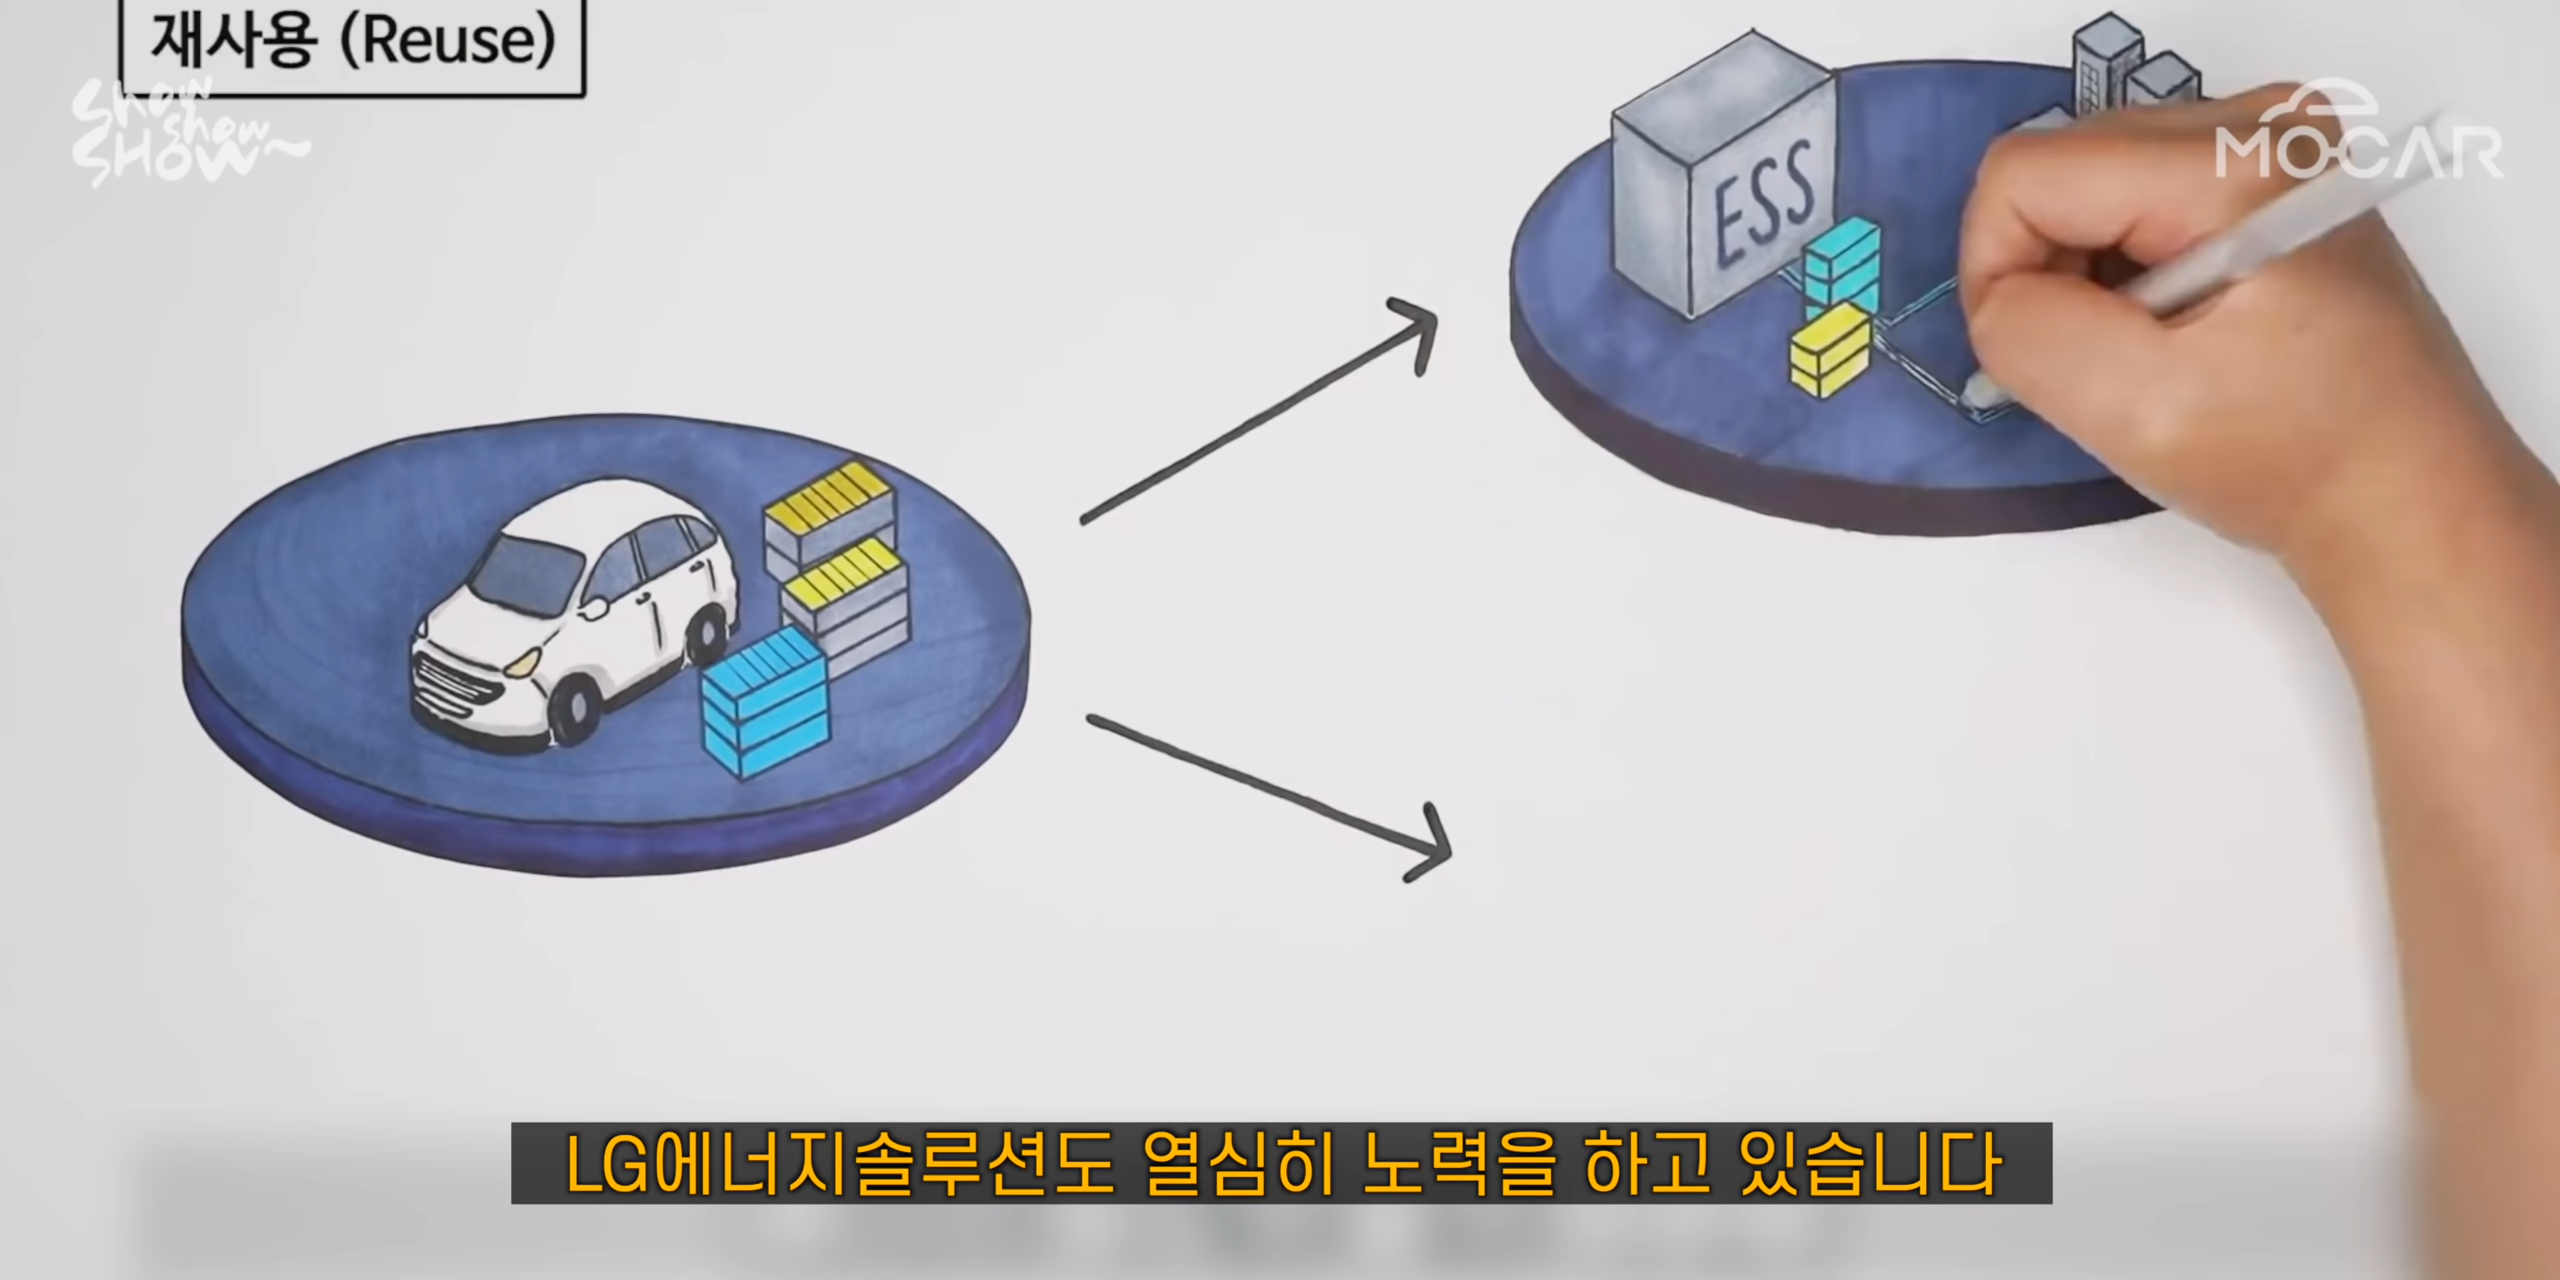 재사용 (Reuse)
Show
show
SHOW~
MOCAR
ESS
LG에너지솔루션도 열심히 노력을 하고 있습니다